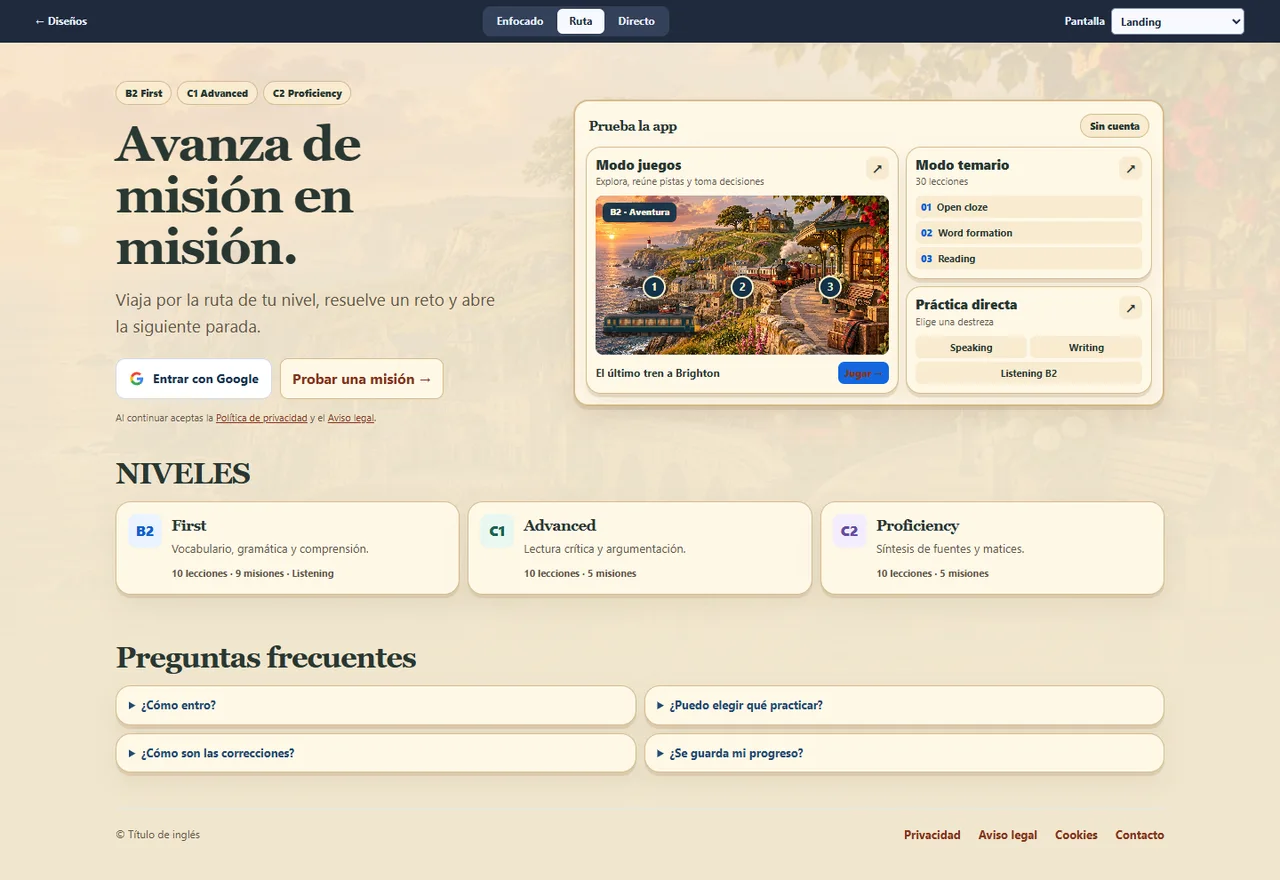 ← Diseños
Enfocado
Ruta
Directo
Pantalla
Landing
B2 First
C1 Advanced
C2 Proficiency
Avanza de
misión en
misión.
Viaja por la ruta de tu nivel, resuelve un reto y abre
la siguiente parada.
Entrar con Google
Probar una misión →
Al continuar aceptas la Política de privacidad y el Aviso legal.
Prueba la app
Sin cuenta
Modo juegos
↗
Explora, reúne pistas y toma decisiones
B2 · Aventura
1
2
3
El último tren a Brighton
Jugar →
Modo temario
↗
30 lecciones
01 Open cloze
02 Word formation
03 Reading
Práctica directa
↗
Elige una destreza
Speaking
Writing
Listening B2
NIVELES
B2
First
Vocabulario, gramática y comprensión.
10 lecciones · 9 misiones · Listening
C1
Advanced
Lectura crítica y argumentación.
10 lecciones · 5 misiones
C2
Proficiency
Síntesis de fuentes y matices.
10 lecciones · 5 misiones
Preguntas frecuentes
¿Cómo entro?
¿Puedo elegir qué practicar?
¿Cómo son las correcciones?
¿Se guarda mi progreso?
© Título de inglés
Privacidad
Aviso legal
Cookies
Contacto